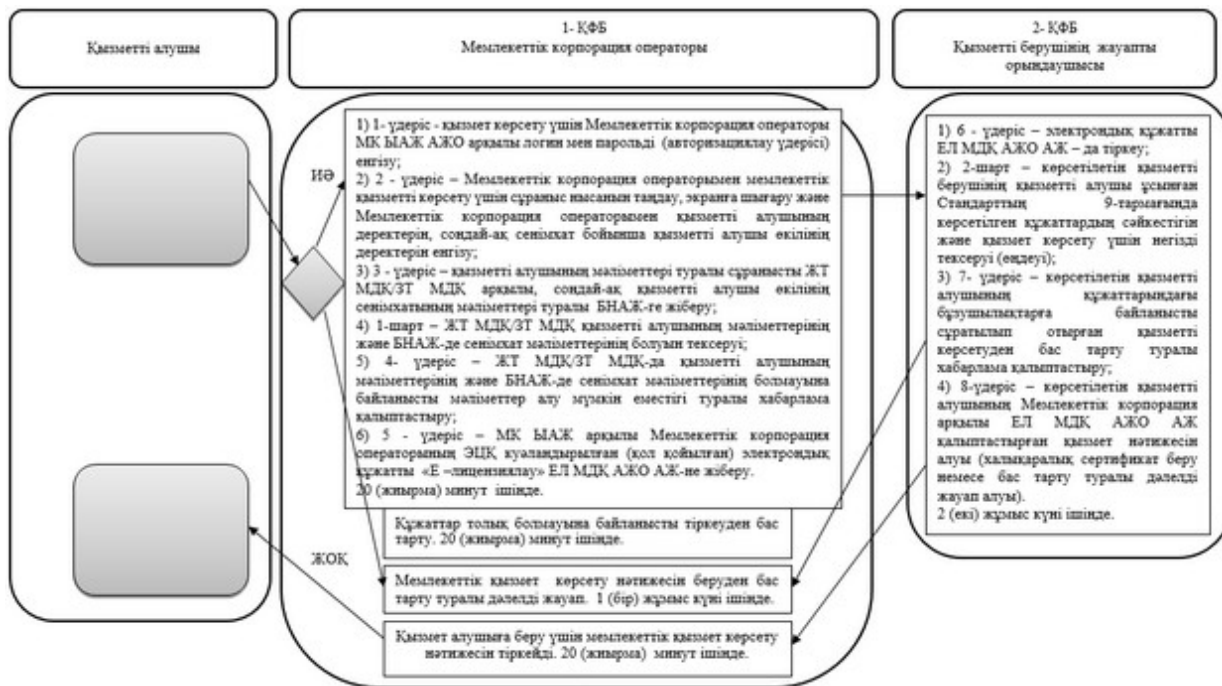 Қызметті алушы
1- ҚФБ
Мемлекеттік корпорация операторы
2- ҚФБ
Қызметті берушінің жауапты
орындаушысы
ИӘ
1) 1- үдеріс - қызмет көрсету үшін Мемлекеттік корпорация операторы
МК ЫАЖ АЖО арқылы логин мен парольді (авторизациялау үдерісі)
енгізу;
2) 2 - үдеріс – Мемлекеттік корпорация операторымен мемлекеттік
қызметті көрсету үшін сұраныс нысанын таңдау, экранға шығару және
Мемлекеттік корпорация операторымен қызметті алушының
деректерін, сондай-ақ сенімхат бойынша қызметті алушы өкілінің
деректерін енгізу;
3) 3 - үдеріс – қызметті алушының мәліметтері туралы сұранысты ЖТ
МДҚ/ЗТ МДҚ арқылы, сондай-ақ қызметті алушы өкілінің
сенімхатының мәліметтері туралы БНАЖ-ге жіберу;
4) 1-шарт – ЖТ МДҚ/ЗТ МДҚ қызметті алушының мәліметтерінің
және БНАЖ-де сенімхат мәліметтерінің болуын тексеруі;
5) 4- үдеріс – ЖТ МДҚ/ЗТ МДҚ-да қызметті алушының
мәліметтерінің және БНАЖ-де сенімхат мәліметтерінің болмауына
байланысты мәліметтер алу мүмкін еместігі туралы хабарлама
қалыптастыру;
6) 5 - үдеріс – МК ЫАЖ арқылы Мемлекеттік корпорация
операторының ЭЦҚ куәландырылған (қол қойылған) электрондық
құжатты «Е –лицензиялау» ЕЛ МДҚ АЖО АЖ-не жіберу.
20 (жиырма) минут ішінде.
Құжаттар толық болмауына байланысты тіркеуден бас
тарту. 20 (жиырма) минут ішінде.
ЖОҚ
Мемлекеттік қызмет көрсету нәтижесін беруден бас
тарту туралы дәлелді жауап. 1 (бір) жұмыс күні ішінде.
Қызмет алушыға беру үшін мемлекеттік қызмет көрсету
нәтижесін тіркейді. 20 (жиырма) минут ішінде.
1) 6 - үдеріс – электрондық құжатты
ЕЛ МДҚ АЖО АЖ – да тіркеу;
2) 2-шарт – көрсетілетін қызметті
берушінің қызметті алушы ұсынған
Стандарттың 9-тармағында
көрсетілген құжаттардың сәйкестігін
және қызмет көрсету үшін негізді
тексеруі (өңдеуі);
3) 7- үдеріс – көрсетілетін қызметті
алушының құжаттарындағы
бұзушылықтарға байланысты
сұратылып отырған қызметті
көрсетуден бас тарту туралы
хабарлама қалыптастыру;
4) 8-үдеріс – көрсетілетін қызметті
алушының Мемлекеттік корпорация
арқылы ЕЛ МДҚ АЖО АЖ
қалыптастырған қызмет нәтижесін
алуы (халықаралық сертификат беру
немесе бас тарту туралы дәлелді
жауап алуы).
2 (екі) жұмыс күні ішінде.